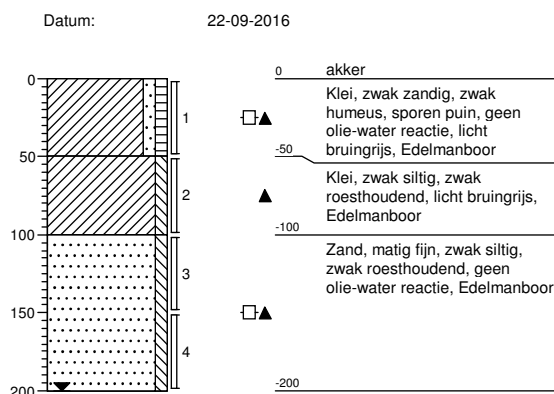 Datum: 22-09-2016
0
50
100
150
200
1
2
3
4
0 akker
Klei, zwak zandig, zwak
humeus, sporen puin, geen
olie-water reactie, licht
bruingrijs, Edelmanboor
-50
Klei, zwak siltig, zwak
roesthoudend, licht bruingrijs,
Edelmanboor
-100
Zand, matig fijn, zwak siltig,
zwak roesthoudend, geen
olie-water reactie, Edelmanboor
-200